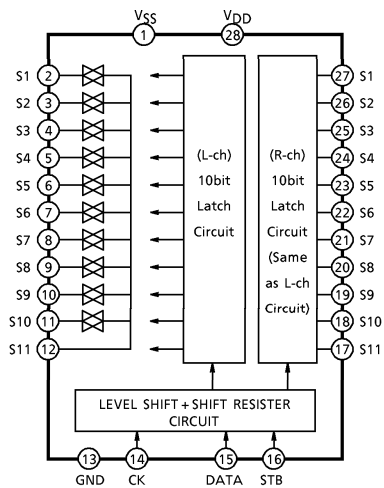 VSS VDD
1 28
S1 2 27 S1
S2 3 26 S2
S3 4 25 S3
S4 5 (L-ch) (R-ch) 24 S4
S5 6 10bit 10bit 23 S5
S6 7 Latch Latch 22 S6
S7 8 Circuit Circuit 21 S7
S8 9 (Same 20 S8
S9 10 as L-ch 19 S9
S10 11 Circuit) 18 S10
S11 12 17 S11
LEVEL SHIFT + SHIFT RESISTER
CIRCUIT
13 14 15 16
GND CK DATA STB